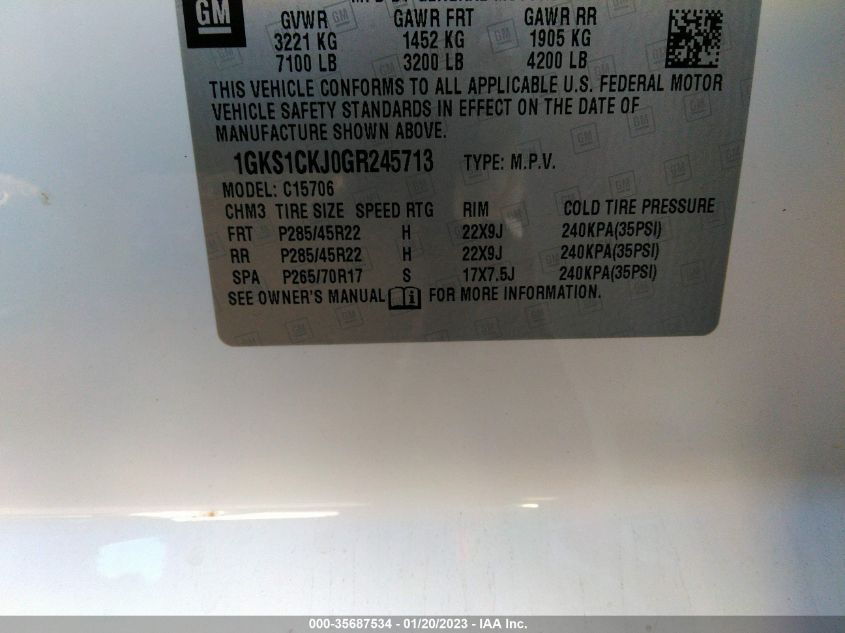 GM
GVWR GAWR FRT GAWR RR
3221 KG 1452 KG 1905 KG
7100 LB 3200 LB 4200 LB
THIS VEHICLE CONFORMS TO ALL APPLICABLE U.S. FEDERAL MOTOR
VEHICLE SAFETY STANDARDS IN EFFECT ON THE DATE OF
MANUFACTURE SHOWN ABOVE.
1GKS1CKJ0GR245713 TYPE: M.P.V.
MODEL: C15706
CHM3 TIRE SIZE SPEED RTG RIM COLD TIRE PRESSURE
FRT P285/45R22 H 22X9J 240KPA(35PSI)
RR P285/45R22 H 22X9J 240KPA(35PSI)
SPA P265/70R17 S 17X7.5J 240KPA(35PSI)
SEE OWNER'S MANUAL FOR MORE INFORMATION.
000-35687534 - 01/20/2023 - IAA Inc.